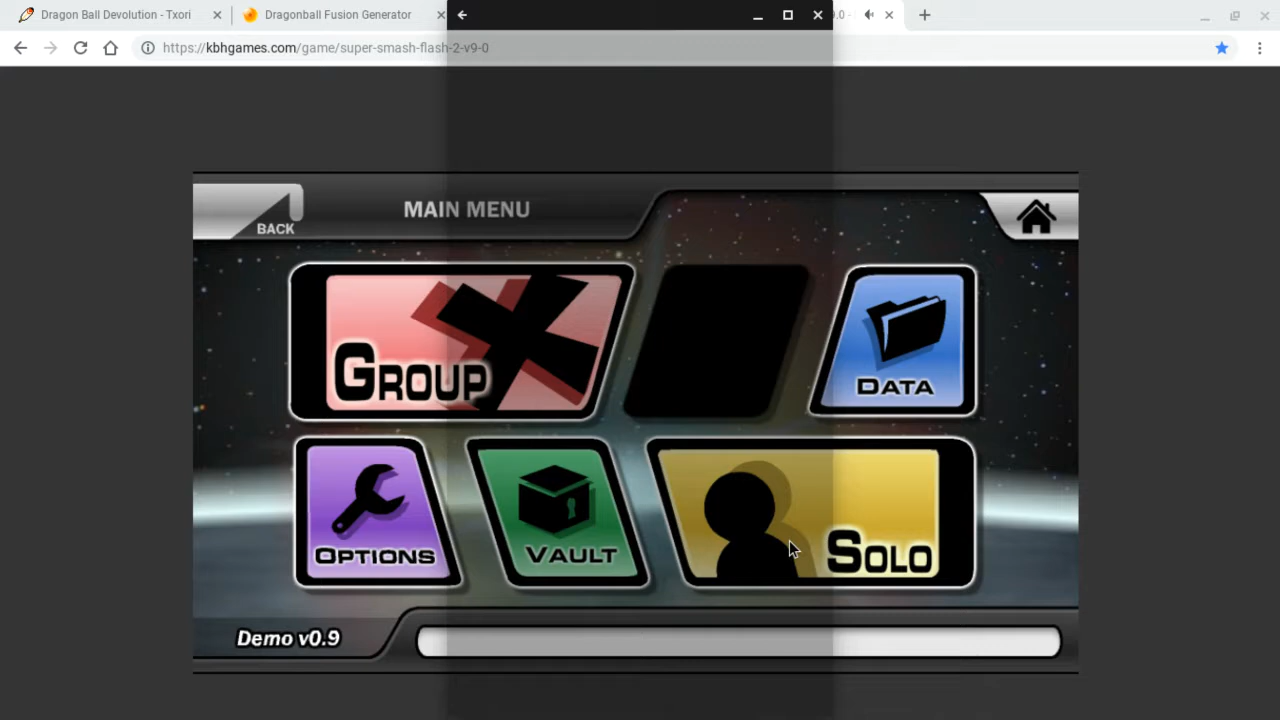 Dragon Ball Devolution - Txori
Dragonball Fusion Generator
.0 -
https://kbhgames.com/game/super-smash-flash-2-v9-0
BACK
MAIN MENU
GROUP
DATA
OPTIONS
VAULT
SOLO
Demo v0.9